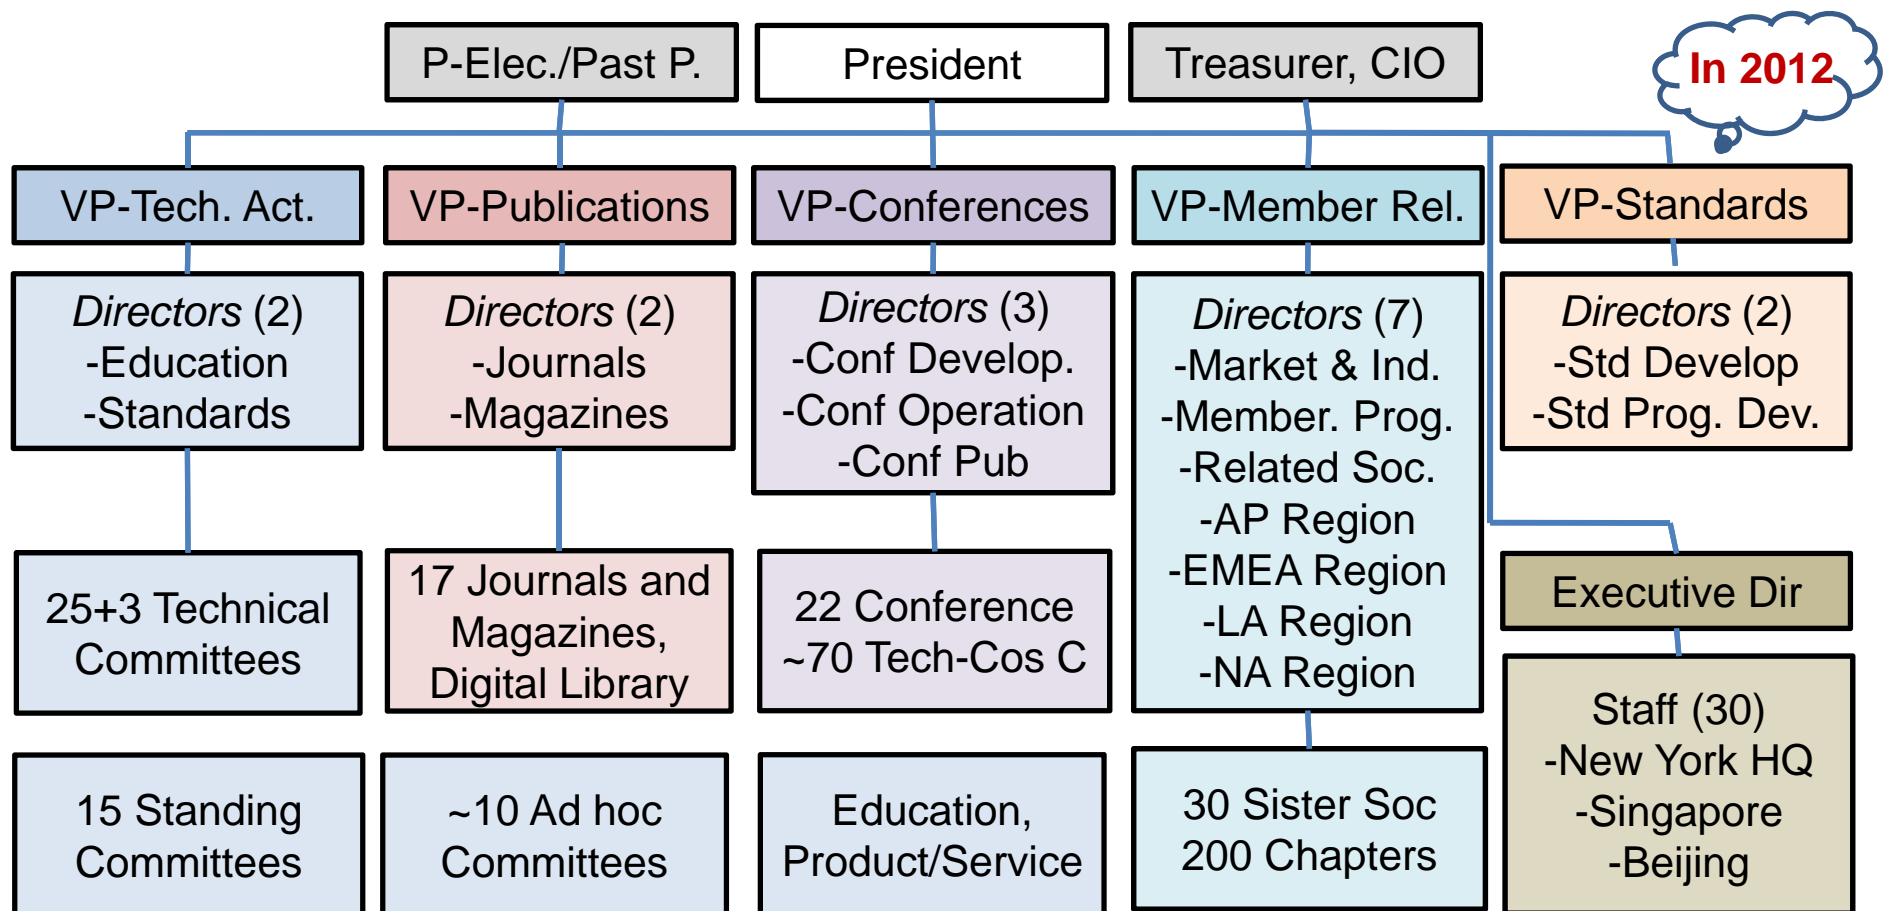 P-Elec./Past P.
President
Treasurer, CIO
In 2012
VP-Tech. Act.
VP-Publications
VP-Conferences
VP-Member Rel.
VP-Standards
Directors (2)
-Education
-Standards
Directors (2)
-Journals
-Magazines
Directors (3)
-Conf Develop.
-Conf Operation
-Conf Pub
Directors (7)
-Market & Ind.
-Member. Prog.
-Related Soc.
-AP Region
-EMEA Region
-LA Region
-NA Region
Directors (2)
-Std Develop
-Std Prog. Dev.
25+3 Technical
Committees
17 Journals and
Magazines,
Digital Library
22 Conference
~70 Tech-Cos C
Executive Dir
15 Standing
Committees
~10 Ad hoc
Committees
Education,
Product/Service
30 Sister Soc
200 Chapters
Staff (30)
-New York HQ
-Singapore
-Beijing